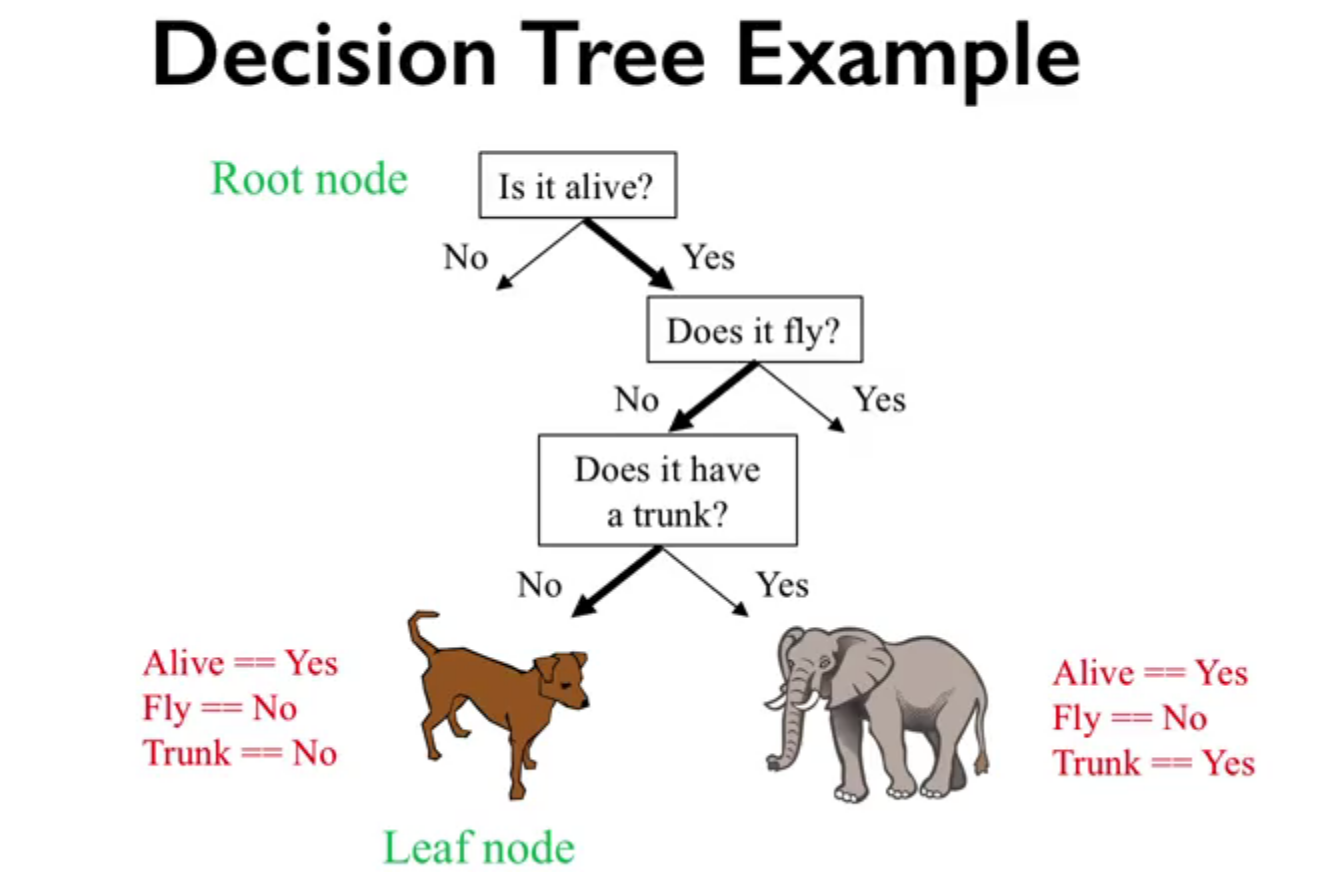 Decision Tree Example
Root node
Is it alive?
No
Yes
Does it fly?
No
Yes
Does it have
a trunk?
No
Yes
Alive == Yes
Fly == No
Trunk == No
Alive == Yes
Fly == No
Trunk == Yes
Leaf node